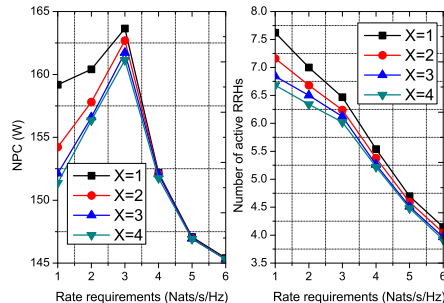 165
160
155
150
145
NPC (W)
X=1
X=2
X=3
X=4
1 2 3 4 5 6
Rate requirements (Nats/s/Hz)
8.5
8.0
7.5
7.0
6.5
6.0
5.5
5.0
4.5
4.0
3.5
Number of active RRHs
X=1
X=2
X=3
X=4
1 2 3 4 5 6
Rate requirements (Nats/s/Hz)